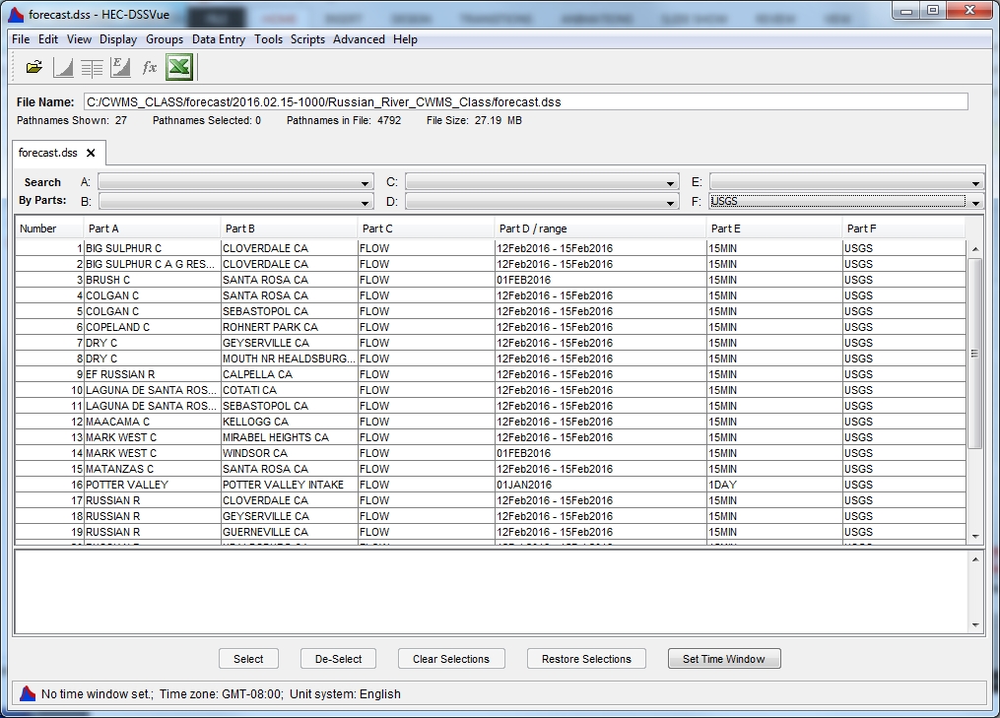 forecast.dss - HEC-DSSVue
File Edit View Display Groups Data Entry Tools Scripts Advanced Help
E fx
File Name: C:/CWMS_CLASS/forecast/2016.02.15-1000/Russian_River_CWMS_Class/forecast.dss
Pathnames Shown: 27 Pathnames Selected: 0 Pathnames in File: 4792 File Size: 27.19 MB
forecast.dss
Search A: C: E:
By Parts: B: D: F: USGS
Number Part A Part B Part C Part D / range Part E Part F
1 BIG SULPHUR C CLOVERDALE CA FLOW 12Feb2016 - 15Feb2016 15MIN USGS
2 BIG SULPHUR C A G RES... CLOVERDALE CA FLOW 12Feb2016 - 15Feb2016 15MIN USGS
3 BRUSH C SANTA ROSA CA FLOW 01FEB2016 15MIN USGS
4 COLGAN C SANTA ROSA CA FLOW 12Feb2016 - 15Feb2016 15MIN USGS
5 COLGAN C SEBASTOPOL CA FLOW 12Feb2016 - 15Feb2016 15MIN USGS
6 COPELAND C ROHNERT PARK CA FLOW 12Feb2016 - 15Feb2016 15MIN USGS
7 DRY C GEYSERVILLE CA FLOW 12Feb2016 - 15Feb2016 15MIN USGS
8 DRY C MOUTH NR HEALDSBURG... FLOW 12Feb2016 - 15Feb2016 15MIN USGS
9 EF RUSSIAN R CALPELLA CA FLOW 12Feb2016 - 15Feb2016 15MIN USGS
10 LAGUNA DE SANTA ROS... COTATI CA FLOW 12Feb2016 - 15Feb2016 15MIN USGS
11 LAGUNA DE SANTA ROS... SEBASTOPOL CA FLOW 12Feb2016 - 15Feb2016 15MIN USGS
12 MAACAMA C KELLOGG CA FLOW 12Feb2016 - 15Feb2016 15MIN USGS
13 MARK WEST C MIRABEL HEIGHTS CA FLOW 12Feb2016 - 15Feb2016 15MIN USGS
14 MARK WEST C WINDSOR CA FLOW 01FEB2016 15MIN USGS
15 MATANZAS C SANTA ROSA CA FLOW 12Feb2016 - 15Feb2016 15MIN USGS
16 POTTER VALLEY POTTER VALLEY INTAKE FLOW 01JAN2016 1DAY USGS
17 RUSSIAN R CLOVERDALE CA FLOW 12Feb2016 - 15Feb2016 15MIN USGS
18 RUSSIAN R GEYSERVILLE CA FLOW 12Feb2016 - 15Feb2016 15MIN USGS
19 RUSSIAN R GUERNEVILLE CA FLOW 12Feb2016 - 15Feb2016 15MIN USGS
Select De-Select Clear Selections Restore Selections Set Time Window
No time window set.; Time zone: GMT-08:00; Unit system: English